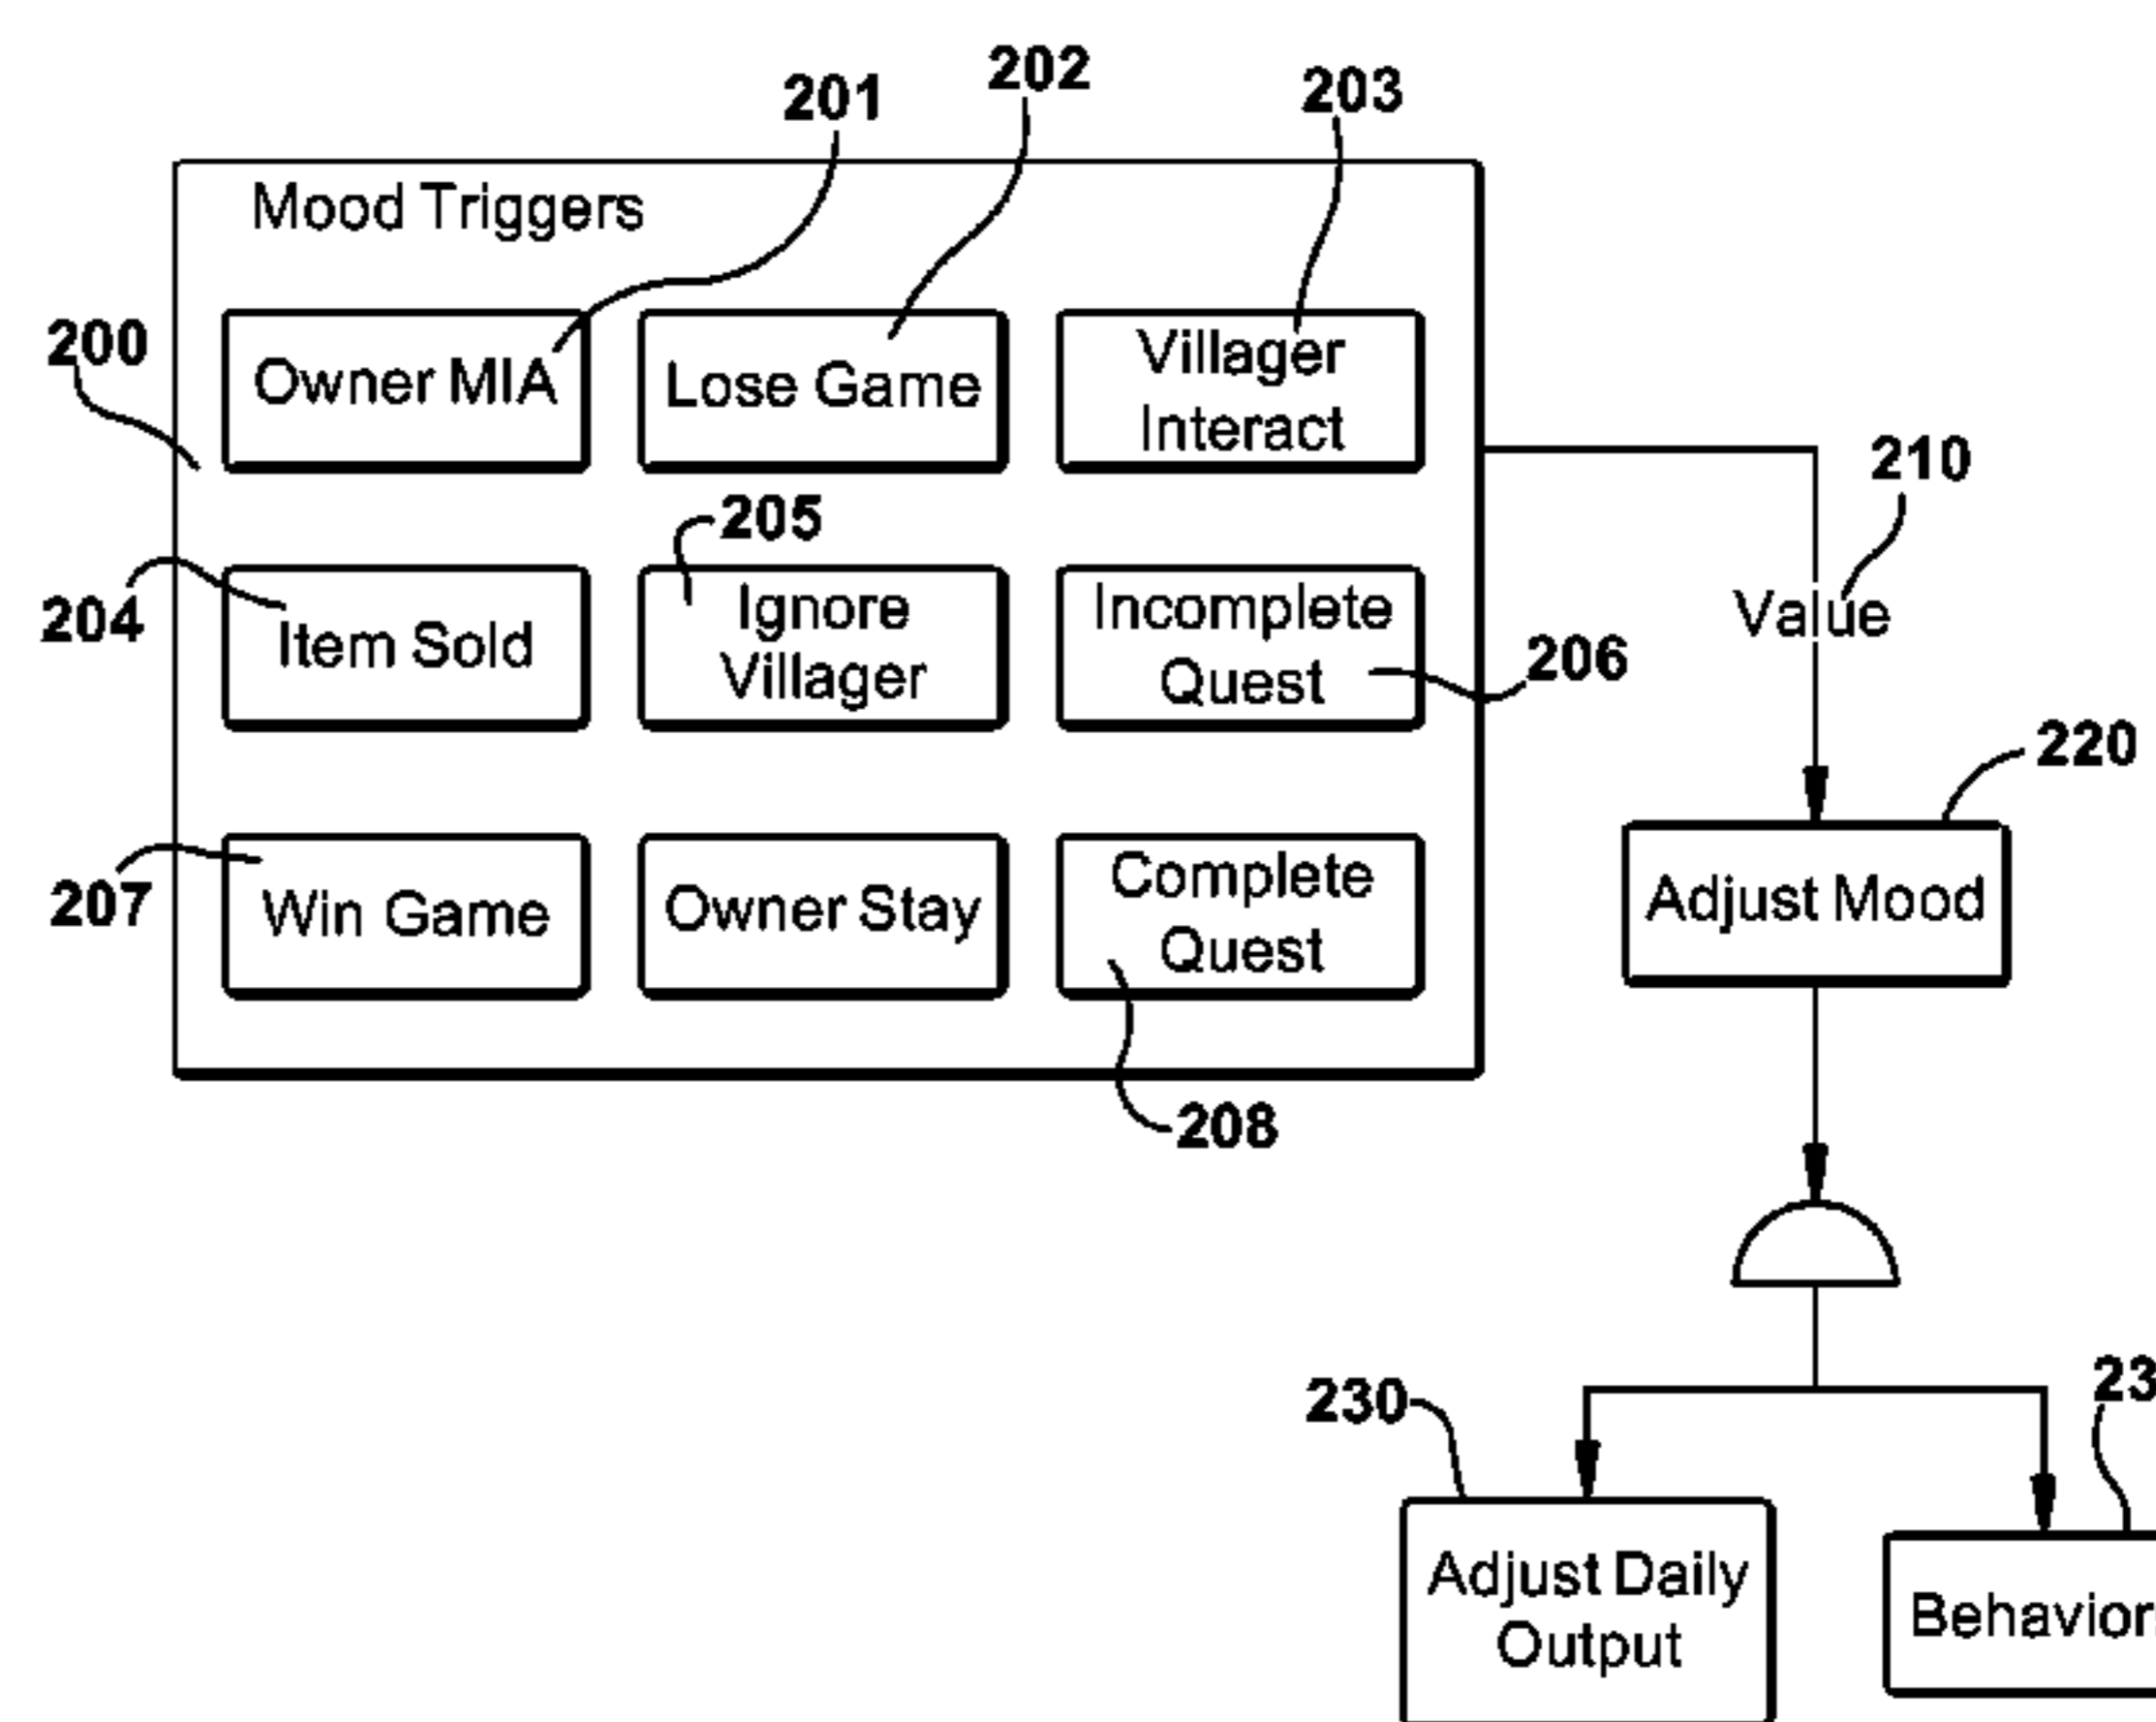 201
202
203
Mood Triggers
200
Owner MIA
Lose Game
Villager
Interact
210
205
204
Item Sold
Ignore
Villager
Incomplete
Quest
206
Value
220
207
Win Game
Owner Stay
Complete
Quest
Adjust Mood
208
230
Adjust Daily
Output
Behavior